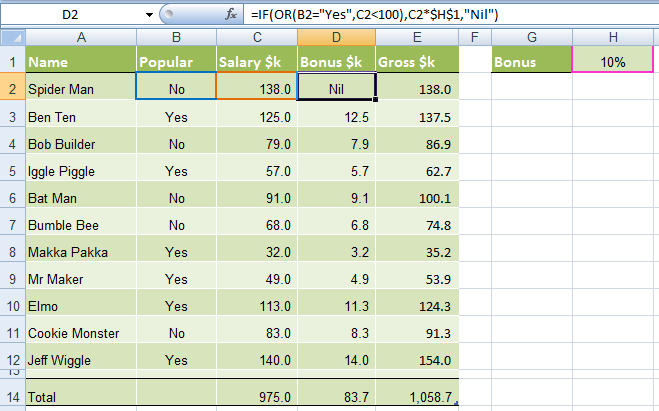 D2 fx =IF(OR(B2="Yes",C2<100),C2*$H$1,"Nil")
A B C D E F G H
1 Name Popular Salary $k Bonus $k Gross $k Bonus 10%
2 Spider Man No 138.0 Nil 138.0
3 Ben Ten Yes 125.0 12.5 137.5
4 Bob Builder No 79.0 7.9 86.9
5 Iggle Piggle Yes 57.0 5.7 62.7
6 Bat Man No 91.0 9.1 100.1
7 Bumble Bee No 68.0 6.8 74.8
8 Makka Pakka Yes 32.0 3.2 35.2
9 Mr Maker Yes 49.0 4.9 53.9
10 Elmo Yes 113.0 11.3 124.3
11 Cookie Monster No 83.0 8.3 91.3
12 Jeff Wiggle Yes 140.0 14.0 154.0
13
14 Total 975.0 83.7 1,058.7